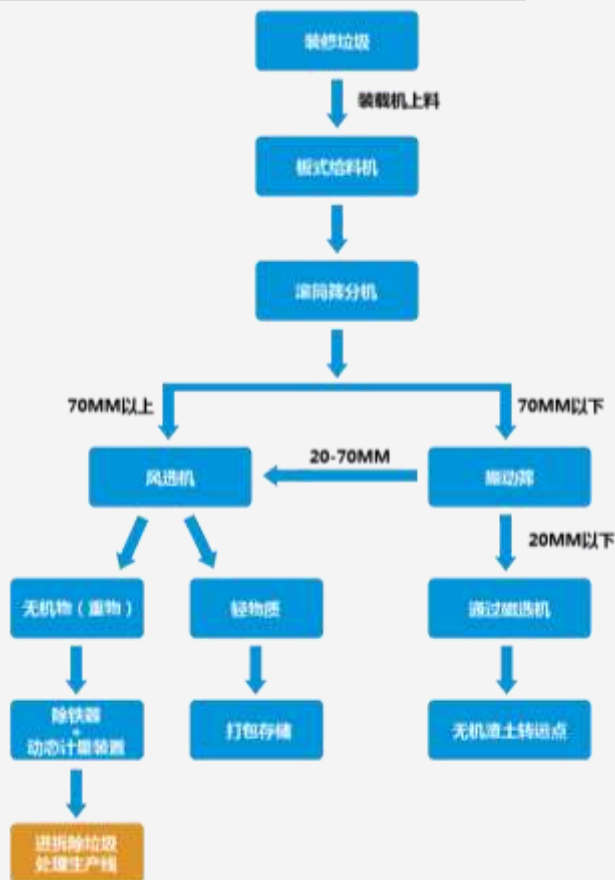 装修垃圾
装载机上料
板式给料机
滚筒筛分机
70MM以上
70MM以下
风选机
20-70MM
振动筛
20MM以下
无机物（重物）
轻物质
通过磁选机
除铁器
+
动态计量装置
打包存储
无机渣土转运点
进拆除垃圾
处理生产线